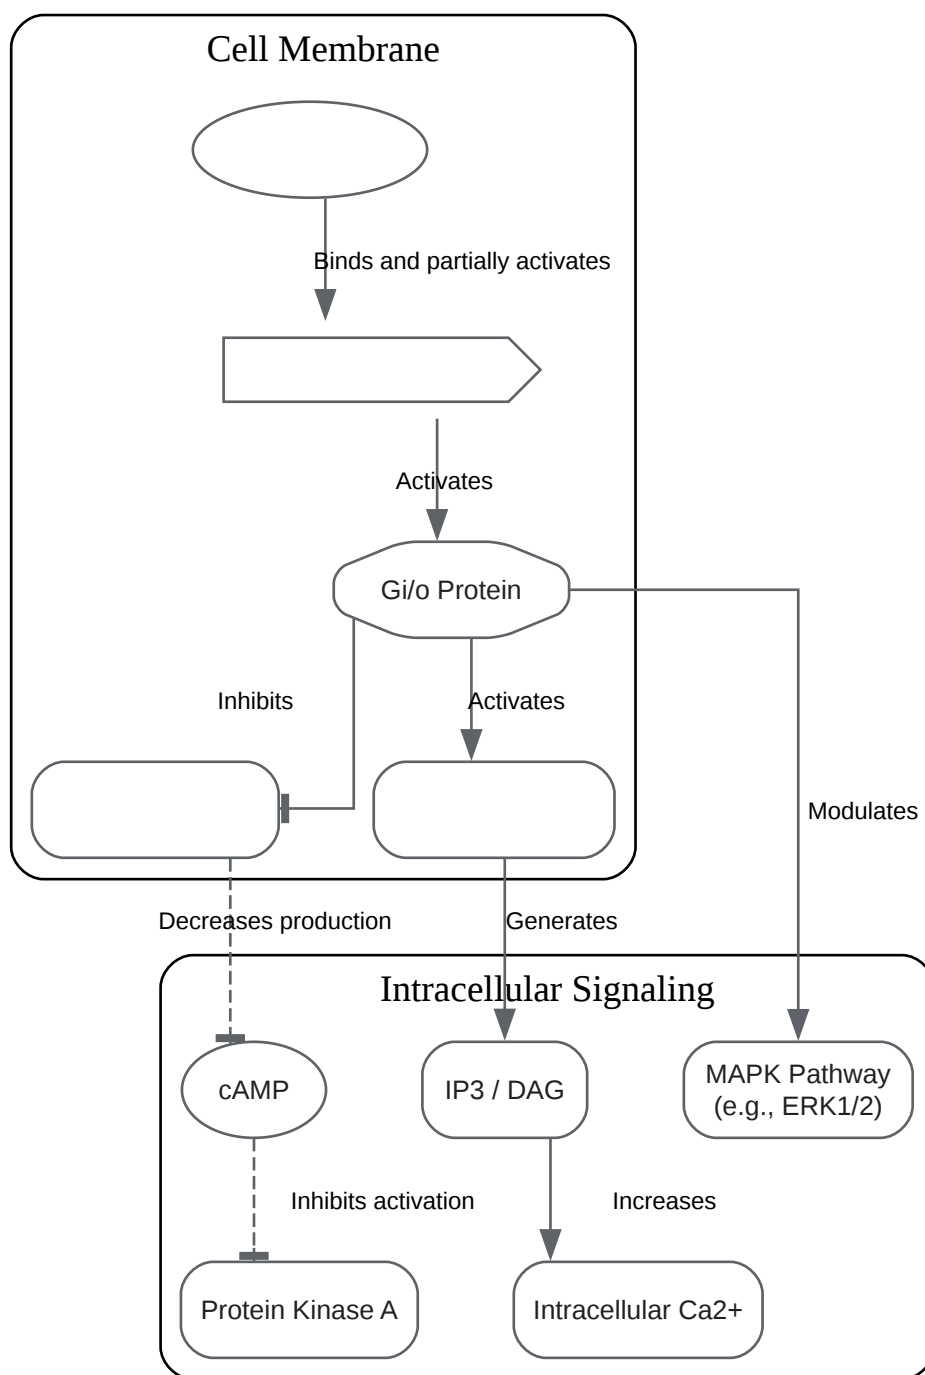 Cell Membrane
Binds and partially activates
Activates
Gi/o Protein
Inhibits
Activates
Modulates
Decreases production
Generates
Intracellular Signaling
cAMP
IP3 / DAG
MAPK Pathway
(e.g., ERK1/2)
Inhibits activation
Increases
Protein Kinase A
Intracellular Ca2+